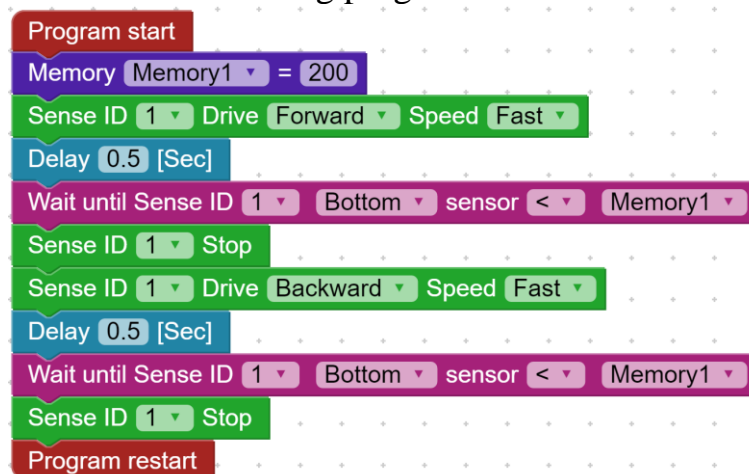 Program start
Memory Memory1 = 200
Sense ID 1 Drive Forward Speed Fast
Delay 0.5 [Sec]
Wait until Sense ID 1 Bottom sensor < Memory1
Sense ID 1 Stop
Sense ID 1 Drive Backward Speed Fast
Delay 0.5 [Sec]
Wait until Sense ID 1 Bottom sensor < Memory1
Sense ID 1 Stop
Program restart